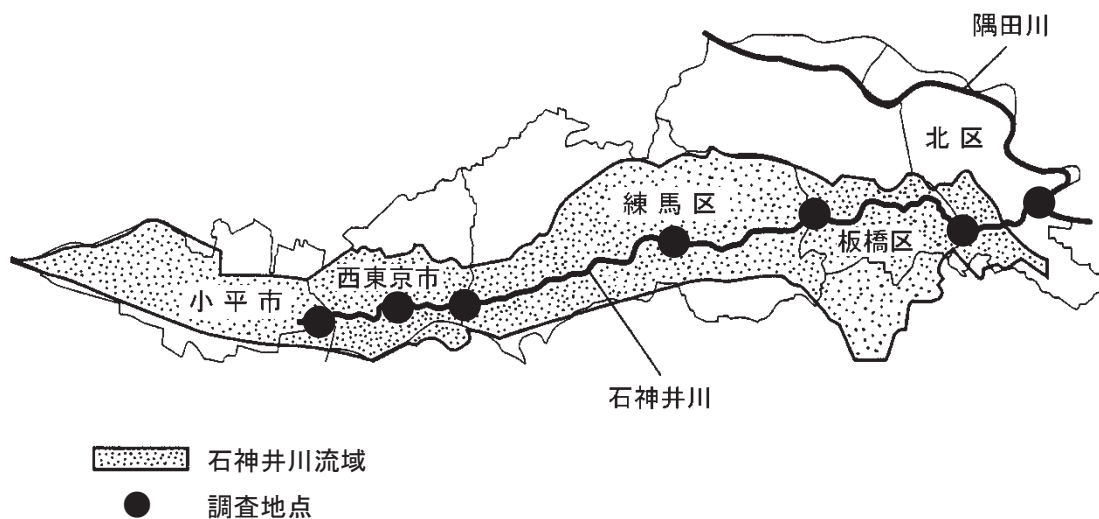 隅田川
北区
練馬区
板橋区
西東京市
小平市
石神井川
石神井川流域
調査地点